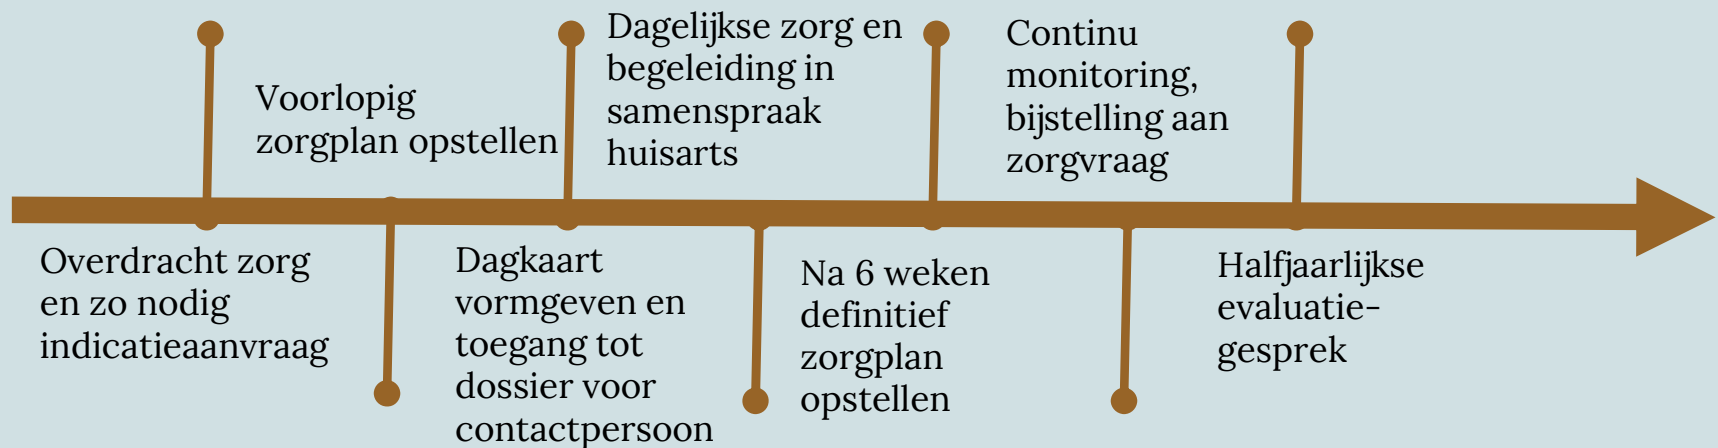 Overdracht zorg
en zo nodig
indicatieaanvraag
Voorlopig
zorgplan opstellen
Dagkaart
vormgeven en
toegang tot
dossier voor
contactpersoon
Dagelijkse zorg en
begeleiding in
samenspraak
huisarts
Na 6 weken
definitief
zorgplan
opstellen
Continu
monitoring,
bijstelling aan
zorgvraag
Halfjaarlijkse
evaluatie-
gesprek